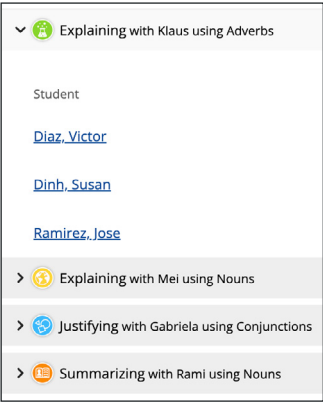 Explaining with Klaus using Adverbs
Student
Diaz, Victor
Dinh, Susan
Ramirez, Jose
Explaining with Mei using Nouns
Justifying with Gabriela using Conjunctions
Summarizing with Rami using Nouns